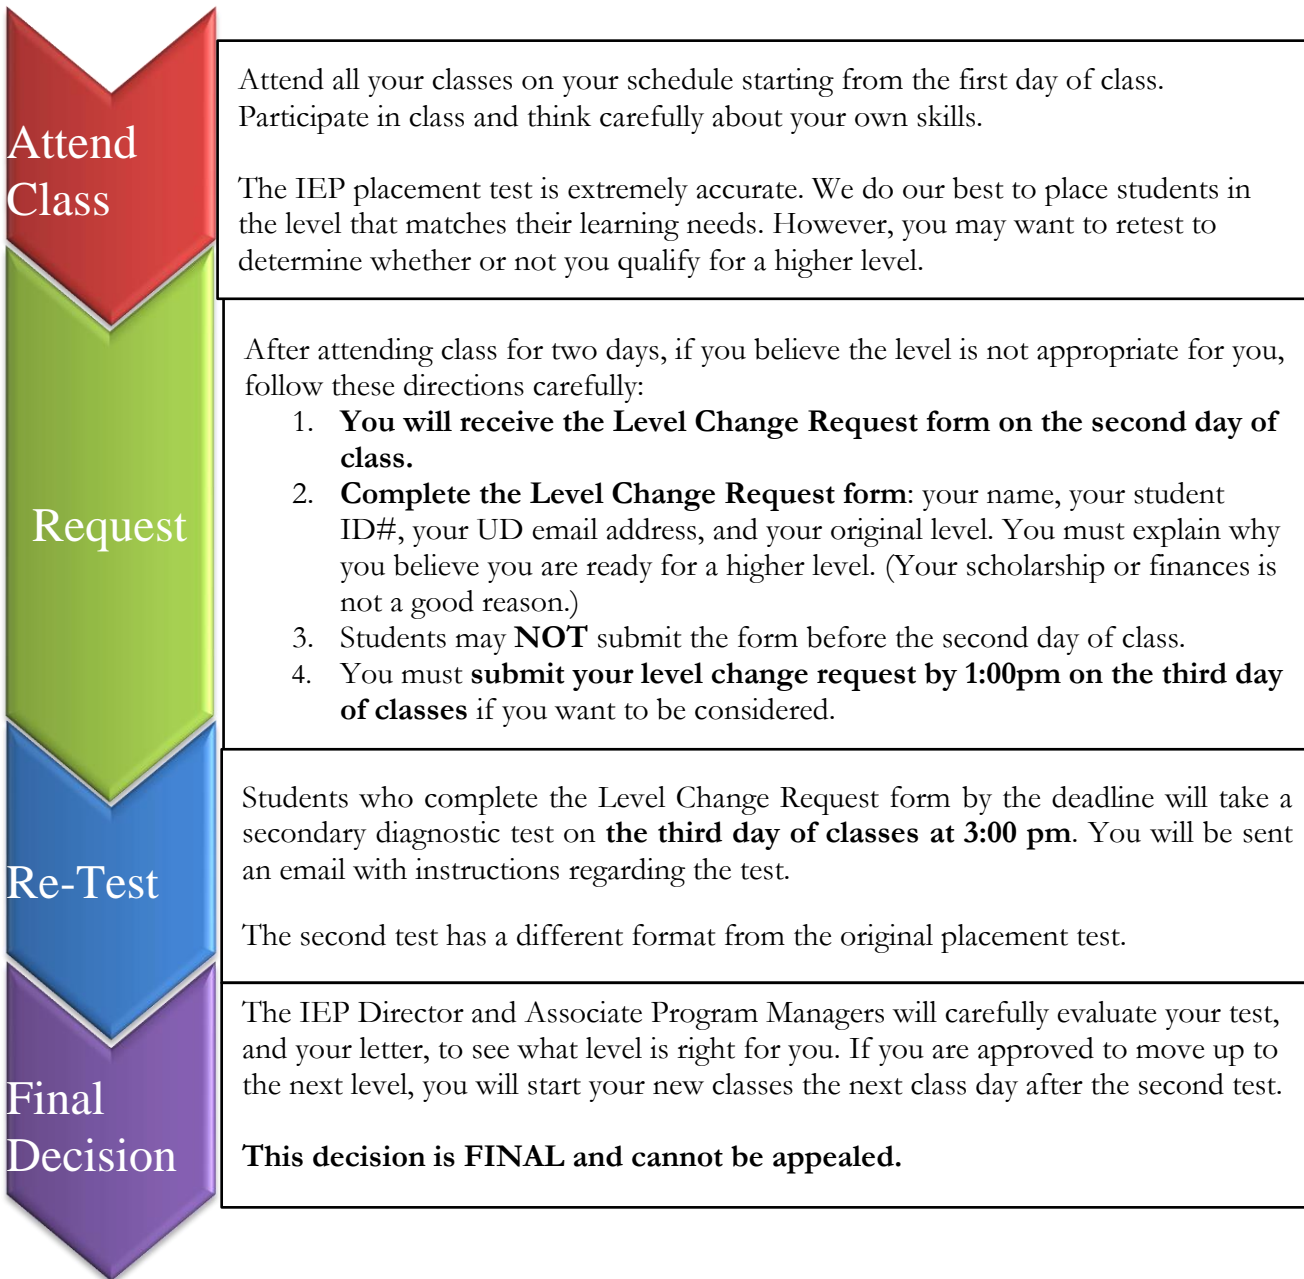 Attend
Class
Attend all your classes on your schedule starting from the first day of class.
Participate in class and think carefully about your own skills.
The IEP placement test is extremely accurate. We do our best to place students in
the level that matches their learning needs. However, you may want to retest to
determine whether or not you qualify for a higher level.
Request
After attending class for two days, if you believe the level is not appropriate for you,
follow these directions carefully:
1. You will receive the Level Change Request form on the second day of
class.
2. Complete the Level Change Request form: your name, your student
ID#, your UD email address, and your original level. You must explain why
you believe you are ready for a higher level. (Your scholarship or finances is
not a good reason.)
3. Students may NOT submit the form before the second day of class.
4. You must submit your level change request by 1:00pm on the third day
of classes if you want to be considered.
Re-Test
Students who complete the Level Change Request form by the deadline will take a
secondary diagnostic test on the third day of classes at 3:00 pm. You will be sent
an email with instructions regarding the test.
The second test has a different format from the original placement test.
Final
Decision
The IEP Director and Associate Program Managers will carefully evaluate your test,
and your letter, to see what level is right for you. If you are approved to move up to
the next level, you will start your new classes the next class day after the second test.
This decision is FINAL and cannot be appealed.